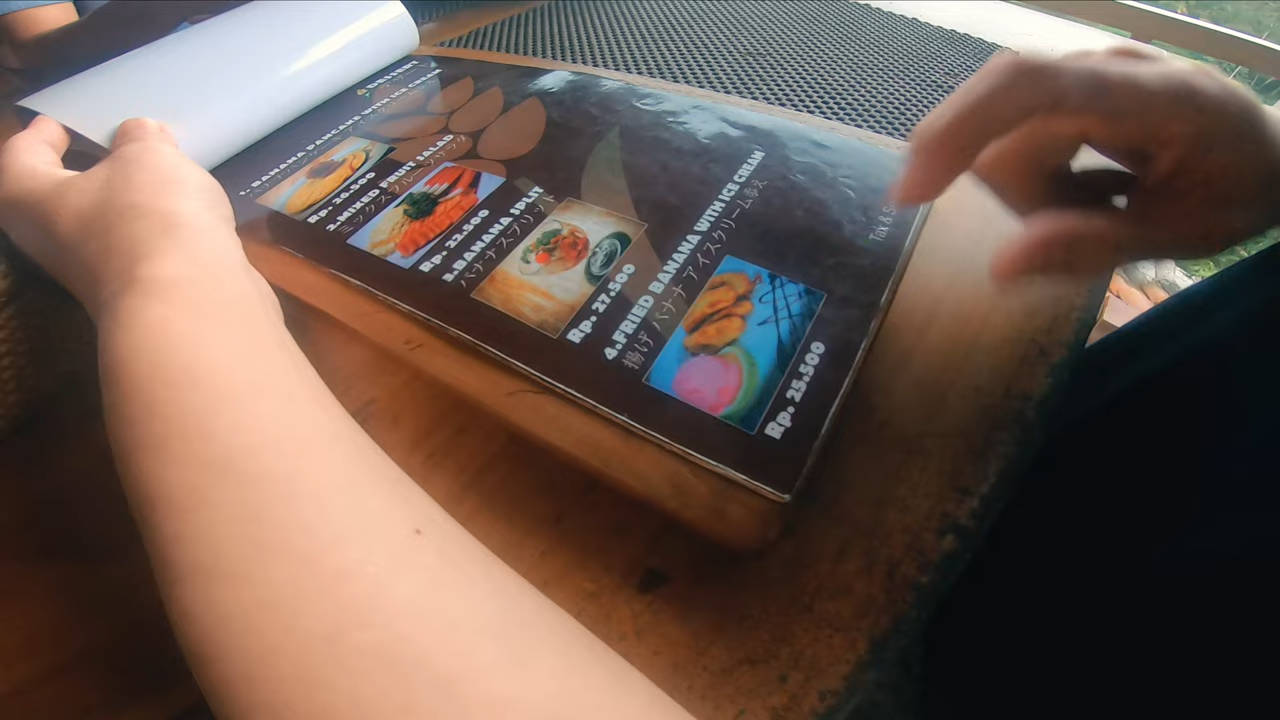 DESSERT
1. BANANA PANCAKE WITH ICE CREAM
Rp. 26.500
2.MIXED FRUIT SALAD
ミックスフルーツサラダ
Rp. 22.500
3.BANANA SPLIT
バナナスプリット
Rp. 27.500
4.FRIED BANANA WITH ICE CREAM
揚げバナナアイスクリーム添え
Rp. 25.500
Tax &